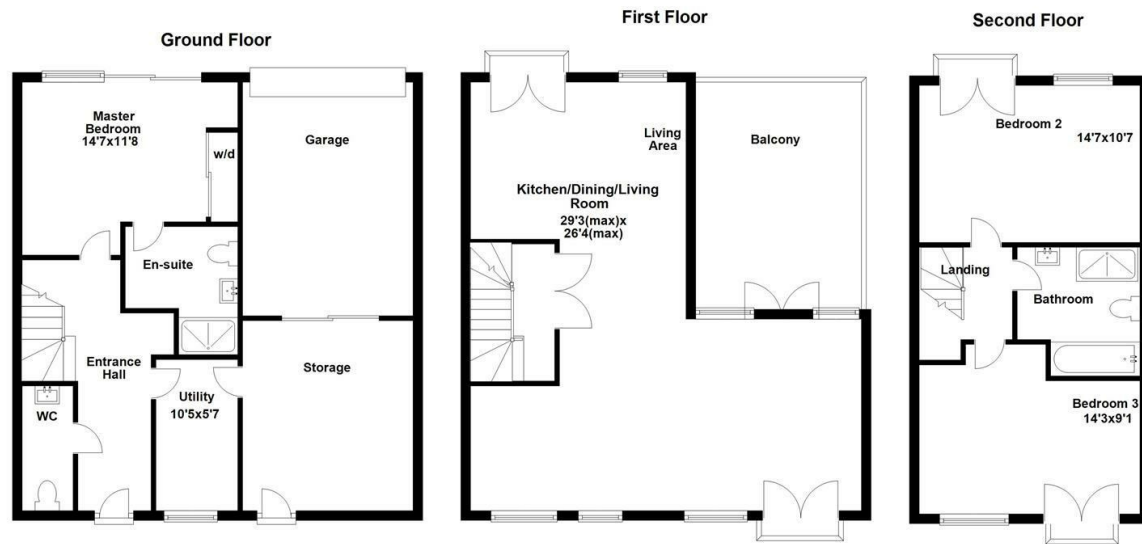 Ground Floor
Master
Bedroom
14'7x11'8
w/d
Garage
En-suite
Entrance
Hall
Storage
WC
Utility
10'5x5'7
First Floor
Living
Area
Balcony
Kitchen/Dining/Living
Room
29'3(max)x
26'4(max)
Second Floor
Bedroom 2
14'7x10'7
Landing
Bathroom
Bedroom 3
14'3x9'1